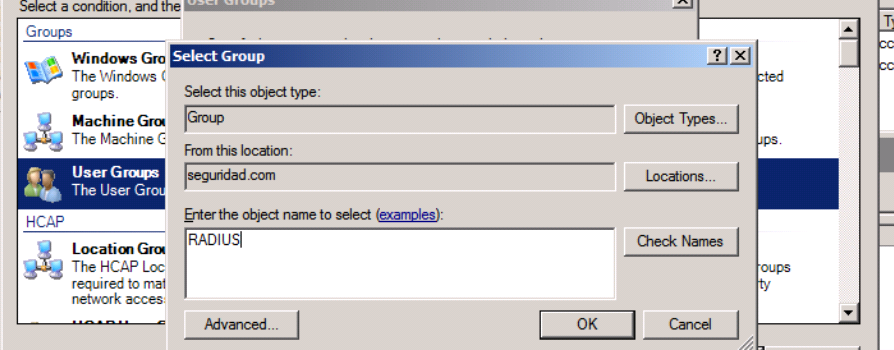 Select a condition, and the
User Groups
Groups
Windows Gro
The Windows
groups.
Machine Grou
The Machine G
User Groups
The User Grou
HCAP
Location Grou
The HCAP Loc
required to mat
network acces
Select Group
Select this object type:
Group
Object Types...
From this location:
seguridad.com
Locations...
Enter the object name to select (examples):
RADIUS
Check Names
Advanced...
OK
Cancel
cted
ups.
roups
ty
Ty
cc
cc